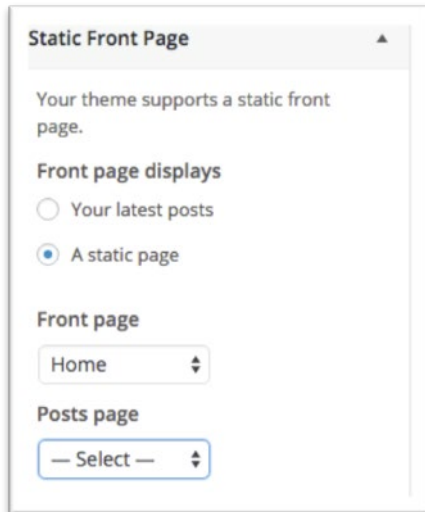 Static Front Page
Your theme supports a static front
page.
Front page displays
Your latest posts
A static page
Front page
Home
Posts page
— Select —